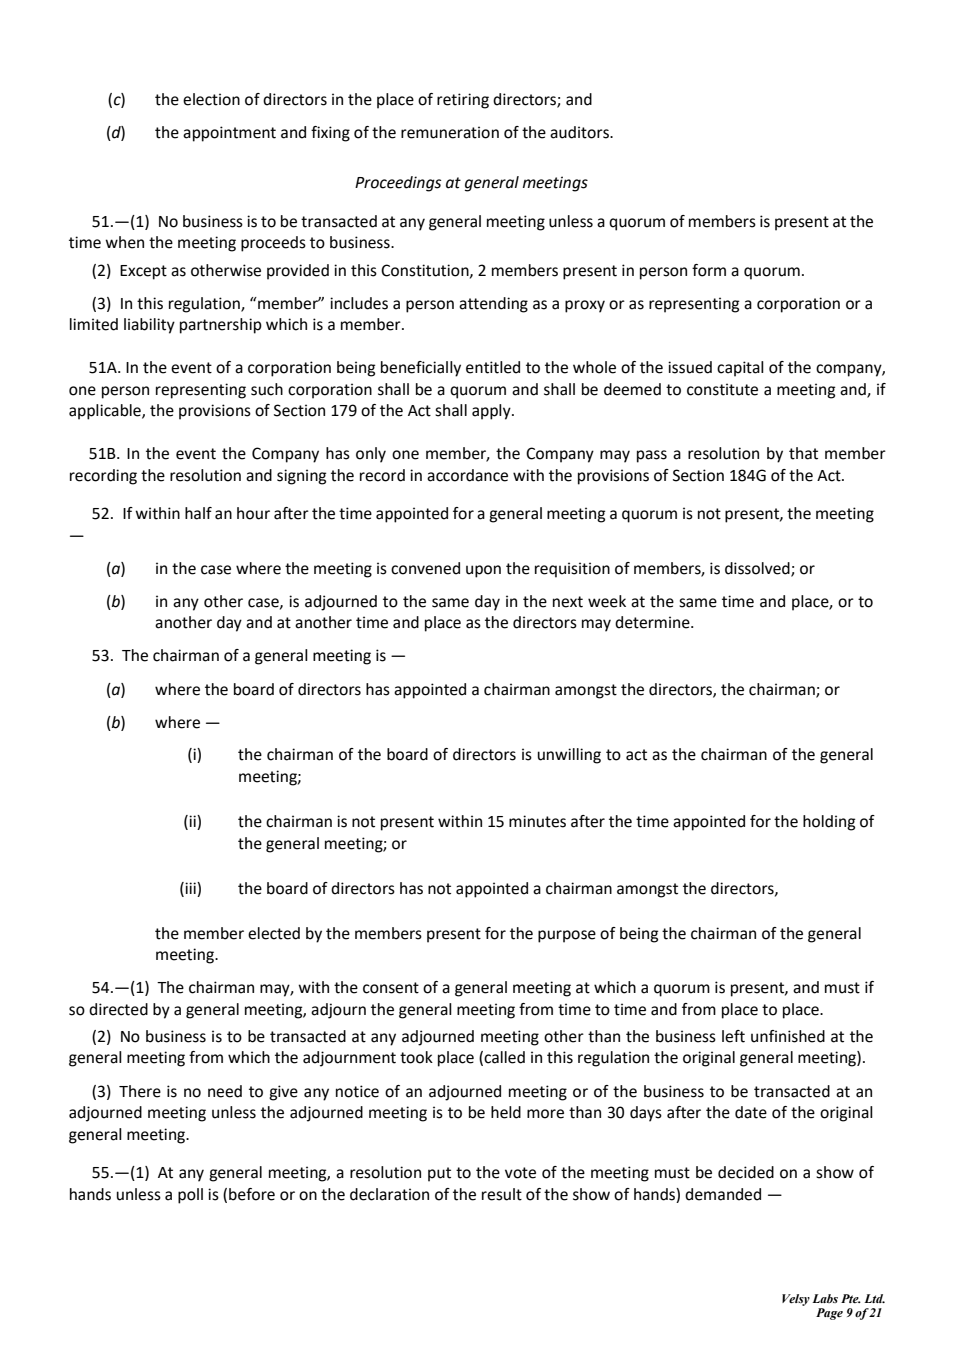 (c) the election of directors in the place of retiring directors; and
(d) the appointment and fixing of the remuneration of the auditors.
Proceedings at general meetings
51.—(1) No business is to be transacted at any general meeting unless a quorum of members is present at the
time when the meeting proceeds to business.
(2) Except as otherwise provided in this Constitution, 2 members present in person form a quorum.
(3) In this regulation, “member” includes a person attending as a proxy or as representing a corporation or a
limited liability partnership which is a member.
51A. In the event of a corporation being beneficially entitled to the whole of the issued capital of the company,
one person representing such corporation shall be a quorum and shall be deemed to constitute a meeting and, if
applicable, the provisions of Section 179 of the Act shall apply.
51B. In the event the Company has only one member, the Company may pass a resolution by that member
recording the resolution and signing the record in accordance with the provisions of Section 184G of the Act.
52. If within half an hour after the time appointed for a general meeting a quorum is not present, the meeting
—
(a) in the case where the meeting is convened upon the requisition of members, is dissolved; or
(b) in any other case, is adjourned to the same day in the next week at the same time and place, or to
another day and at another time and place as the directors may determine.
53. The chairman of a general meeting is —
(a) where the board of directors has appointed a chairman amongst the directors, the chairman; or
(b) where —
(i) the chairman of the board of directors is unwilling to act as the chairman of the general
meeting;
(ii) the chairman is not present within 15 minutes after the time appointed for the holding of
the general meeting; or
(iii) the board of directors has not appointed a chairman amongst the directors,
the member elected by the members present for the purpose of being the chairman of the general
meeting.
54.—(1) The chairman may, with the consent of a general meeting at which a quorum is present, and must if
so directed by a general meeting, adjourn the general meeting from time to time and from place to place.
(2) No business is to be transacted at any adjourned meeting other than the business left unfinished at the
general meeting from which the adjournment took place (called in this regulation the original general meeting).
(3) There is no need to give any notice of an adjourned meeting or of the business to be transacted at an
adjourned meeting unless the adjourned meeting is to be held more than 30 days after the date of the original
general meeting.
55.—(1) At any general meeting, a resolution put to the vote of the meeting must be decided on a show of
hands unless a poll is (before or on the declaration of the result of the show of hands) demanded —
Velsy Labs Pte. Ltd.
Page 9 of 21